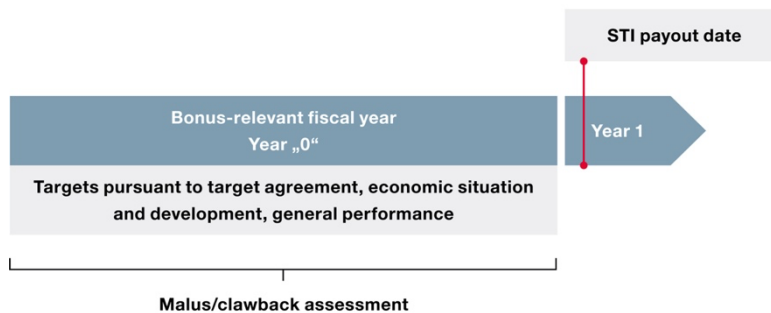 STI payout date
Bonus-relevant fiscal year
Year „0“
Year 1
Targets pursuant to target agreement, economic situation
and development, general performance
Malus/clawback assessment